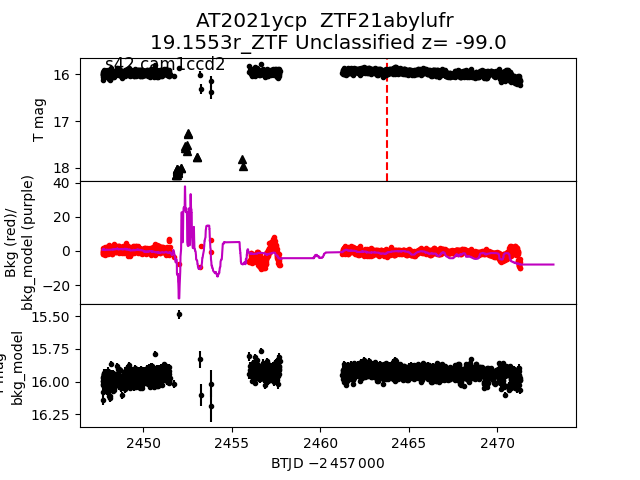 AT2021ycp  ZTF21abylufr
19.1553r_ZTF Unclassified z= -99.0
s42 cam1ccd2
T mag
16
17
18
Bkg (red)/
bkg_model (purple)
40
20
0
−20
bkg_model
15.50
15.75
16.00
16.25
2450
2455
2460
2465
2470
BTJD −2 457 000